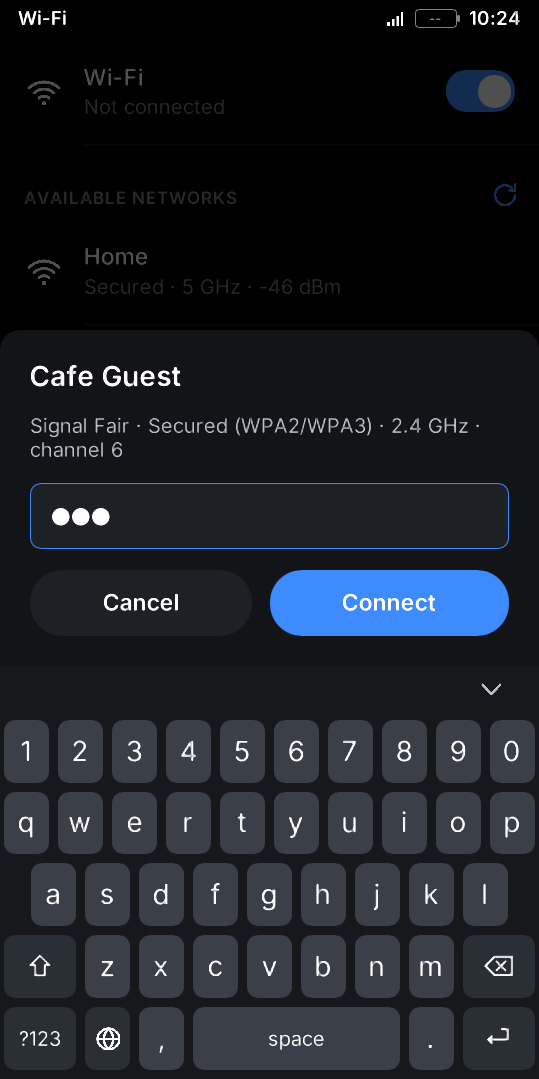 Wi-Fi -- 10:24
Wi-Fi
Not connected
AVAILABLE NETWORKS
Home
Secured · 5 GHz · -46 dBm
Cafe Guest
Signal Fair · Secured (WPA2/WPA3) · 2.4 GHz ·
channel 6
●●●
Cancel Connect
1 2 3 4 5 6 7 8 9 0
q w e r t y u i o p
a s d f g h j k l
z x c v b n m
?123 , space .